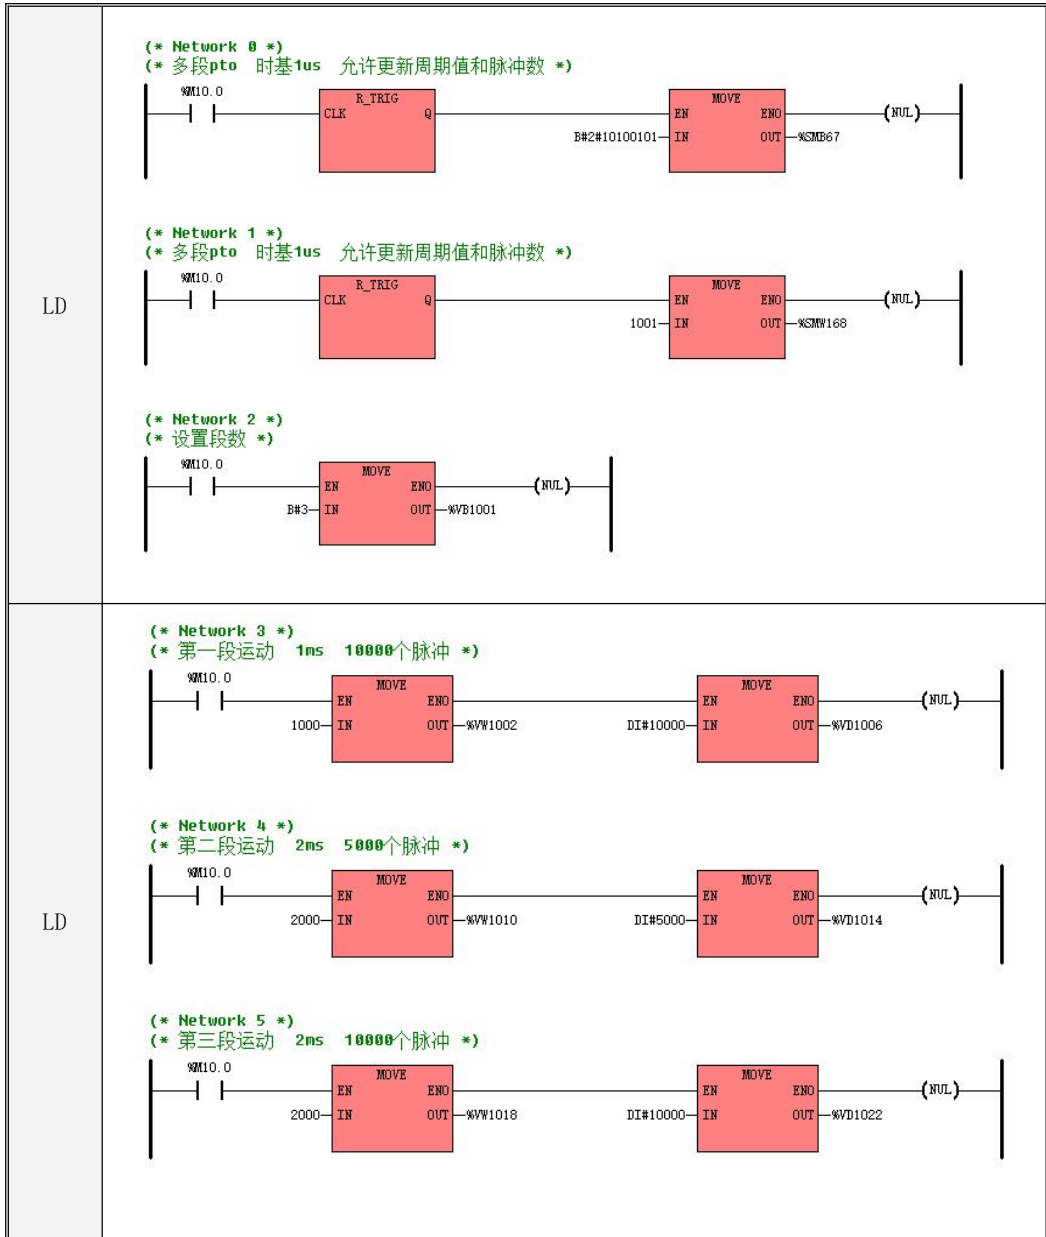 (* Network 0 *)
(* 多段pto 时基1us 允许更新周期值和脉冲数 *)
%M10.0
R_TRIG
MOVE
CLK Q
EN ENO
(NUL)
B#2#10100101 IN OUT %SMB67
(* Network 1 *)
(* 多段pto 时基1us 允许更新周期值和脉冲数 *)
%M10.0
R_TRIG
MOVE
CLK Q
EN ENO
(NUL)
1001 IN OUT %SMW168
LD
(* Network 2 *)
(* 设置段数 *)
%M10.0
MOVE
EN ENO
(NUL)
B#3 IN OUT %VB1001
(* Network 3 *)
(* 第一段运动 1ms 10000个脉冲 *)
%M10.0
MOVE
MOVE
EN ENO
EN ENO
(NUL)
1000 IN OUT %VW1002
DI#10000 IN OUT %VD1006
(* Network 4 *)
(* 第二段运动 2ms 5000个脉冲 *)
%M10.0
MOVE
MOVE
EN ENO
EN ENO
(NUL)
2000 IN OUT %VW1010
DI#5000 IN OUT %VD1014
LD
(* Network 5 *)
(* 第三段运动 2ms 10000个脉冲 *)
%M10.0
MOVE
MOVE
EN ENO
EN ENO
(NUL)
2000 IN OUT %VW1018
DI#10000 IN OUT %VD1022